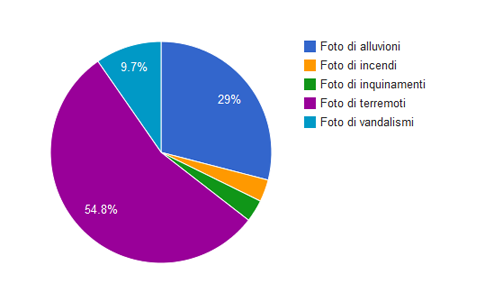 9.7%
29%
54.8%
Foto di alluvioni
Foto di incendi
Foto di inquinamenti
Foto di terremoti
Foto di vandalismi